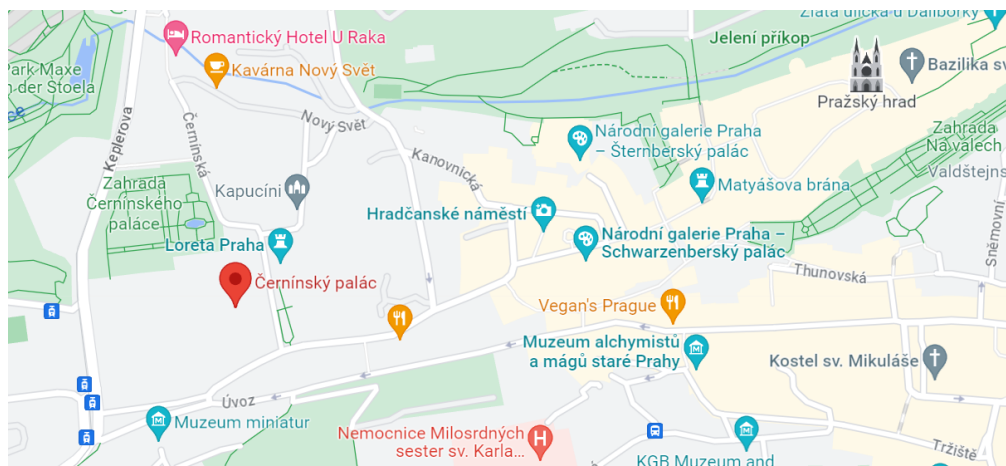 Zlatá ulička u Daliborky
Romantický Hotel U Raka
Jelení příkop
Kavárna Nový Svět
Bazilika sv
Park Maxe
n der Stoela
Pražský hrad
Nový Svět
Keplerova
Černínská
Národní galerie Praha
– Šternberský palác
Zahrada
Na valech
Kanovnická
Valdštejns
Zahrada
Černínského
paláce
Kapucíni
Matyášova brána
Hradčanské náměstí
Loreta Praha
Národní galerie Praha –
Schwarzenberský palác
Sněmovní
Černínský palác
Thunovská
Vegan's Prague
Muzeum alchymistů
a mágů staré Prahy
Kostel sv. Mikuláše
Úvoz
Muzeum miniatur
Nemocnice Milosrdných
sester sv. Karla...
H
Tržiště
KGB Museum and